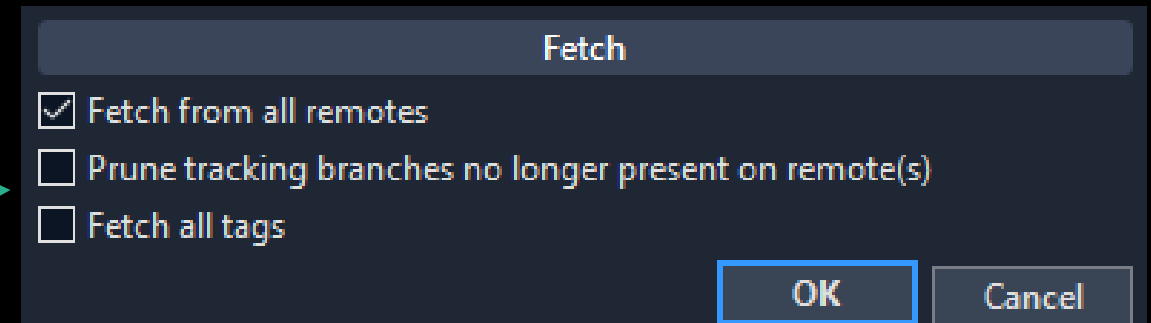 Fetch
Fetch from all remotes
Prune tracking branches no longer present on remote(s)
Fetch all tags
OK Cancel